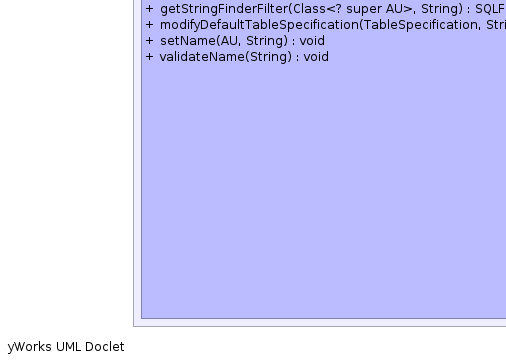 + getStringFinderFilter(Class<? super AU>, String) : SQLF
+ modifyDefaultTableSpecification(TableSpecification, Stri
+ setName(AU, String) : void
+ validateName(String) : void
yWorks UML Doclet